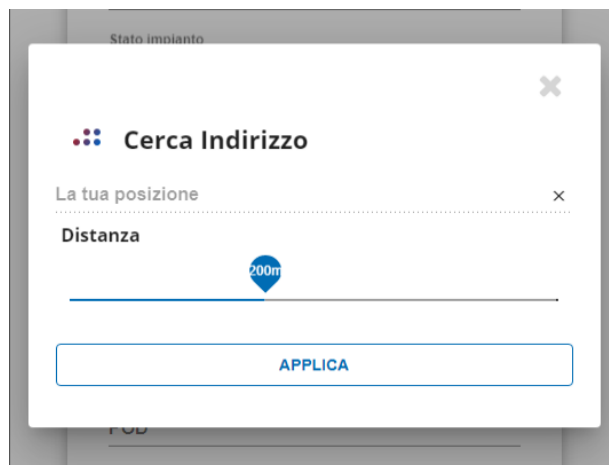 Stato impianto
Cerca Indirizzo
La tua posizione
Distanza
200m
APPLICA
POD